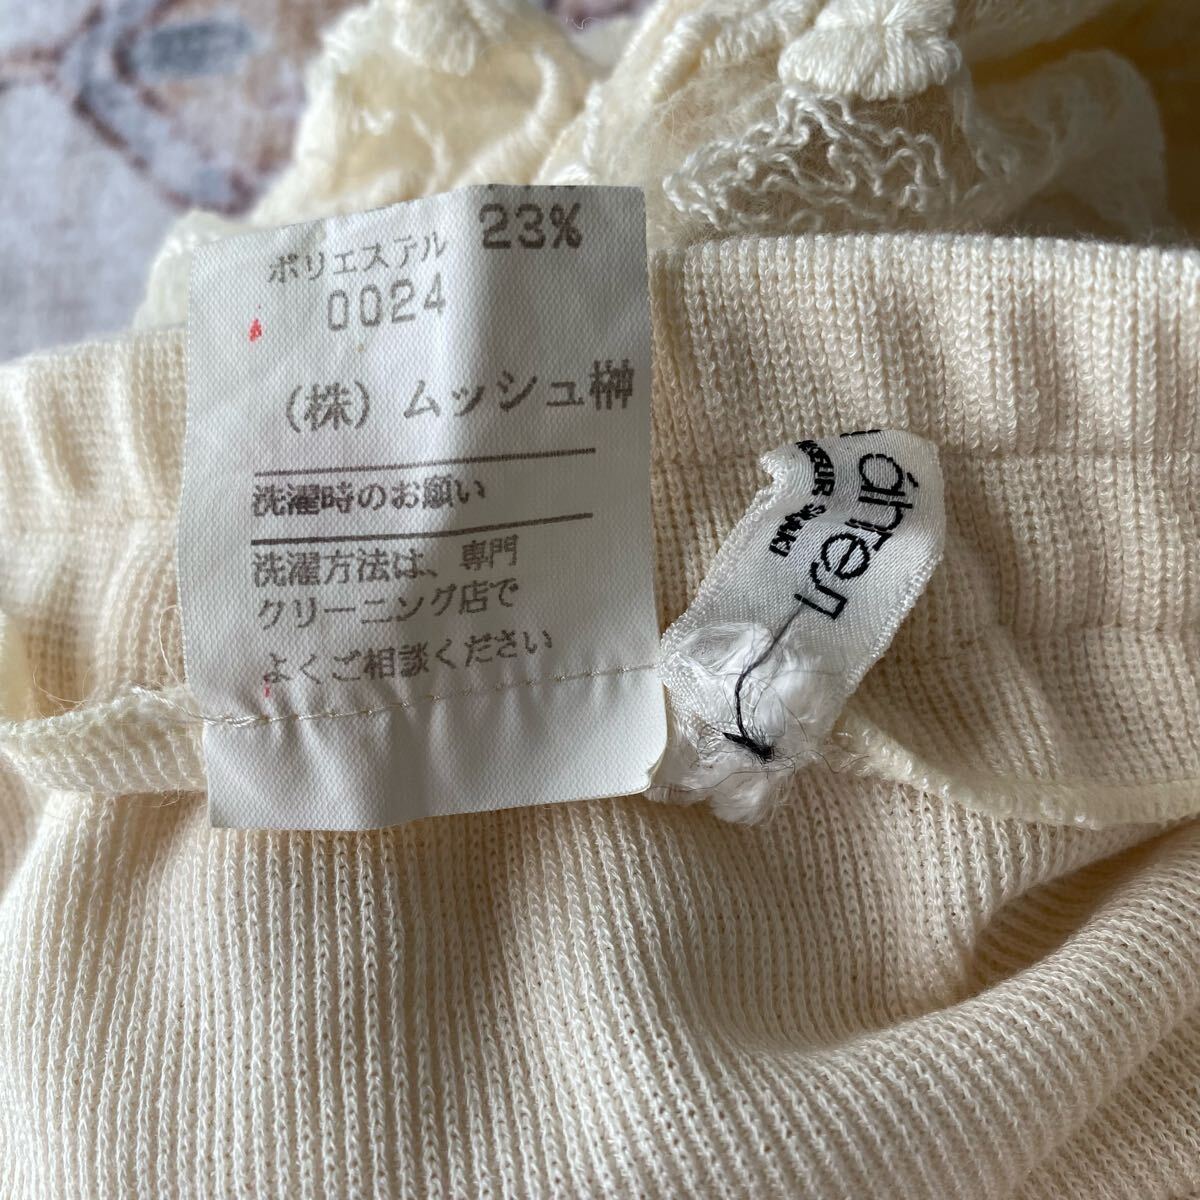 ポリエステル 23%
0024
(株) ムッシュ榊
洗濯時のお願い
洗濯方法は、専門
クリーニング店で
よくご相談ください
áhren